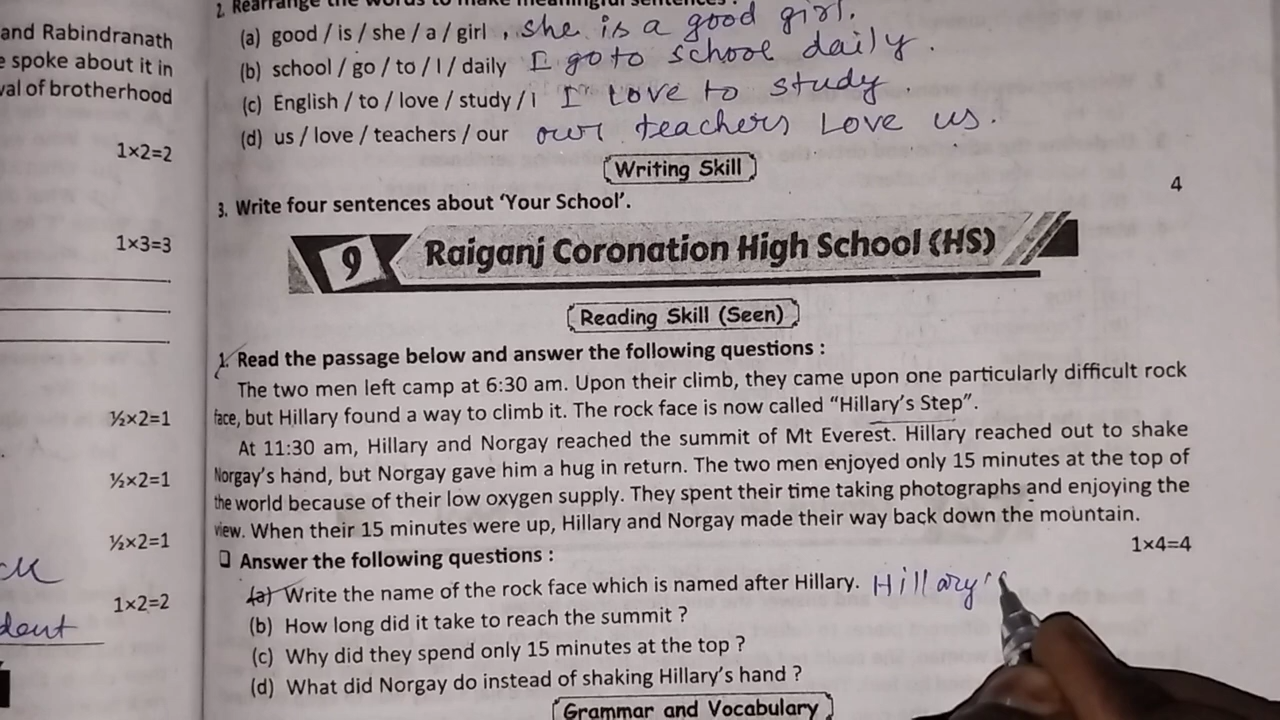 2. Rearrange the words to make meaningful sentences :
and Rabindranath
(a) good / is / she / a / girl , she is a good girl.
spoke about it in
(b) school / go / to / I / daily I go to school daily .
val of brotherhood
(c) English / to / love / study / i I love to study .
(d) us / love / teachers / our our teachers Love us .
1×2=2
Writing Skill
3. Write four sentences about ‘Your School’.
4
1×3=3
9 Raiganj Coronation High School (HS)
Reading Skill (Seen)
1. Read the passage below and answer the following questions :
The two men left camp at 6:30 am. Upon their climb, they came upon one particularly difficult rock
face, but Hillary found a way to climb it. The rock face is now called “Hillary’s Step”.
½×2=1
At 11:30 am, Hillary and Norgay reached the summit of Mt Everest. Hillary reached out to shake
Norgay’s hand, but Norgay gave him a hug in return. The two men enjoyed only 15 minutes at the top of
½×2=1
the world because of their low oxygen supply. They spent their time taking photographs and enjoying the
view. When their 15 minutes were up, Hillary and Norgay made their way back down the mountain.
½×2=1
❑ Answer the following questions :
1×4=4
(a) Write the name of the rock face which is named after Hillary. Hillary's
1×2=2
(b) How long did it take to reach the summit ?
dent
(c) Why did they spend only 15 minutes at the top ?
(d) What did Norgay do instead of shaking Hillary’s hand ?
Grammar and Vocabulary